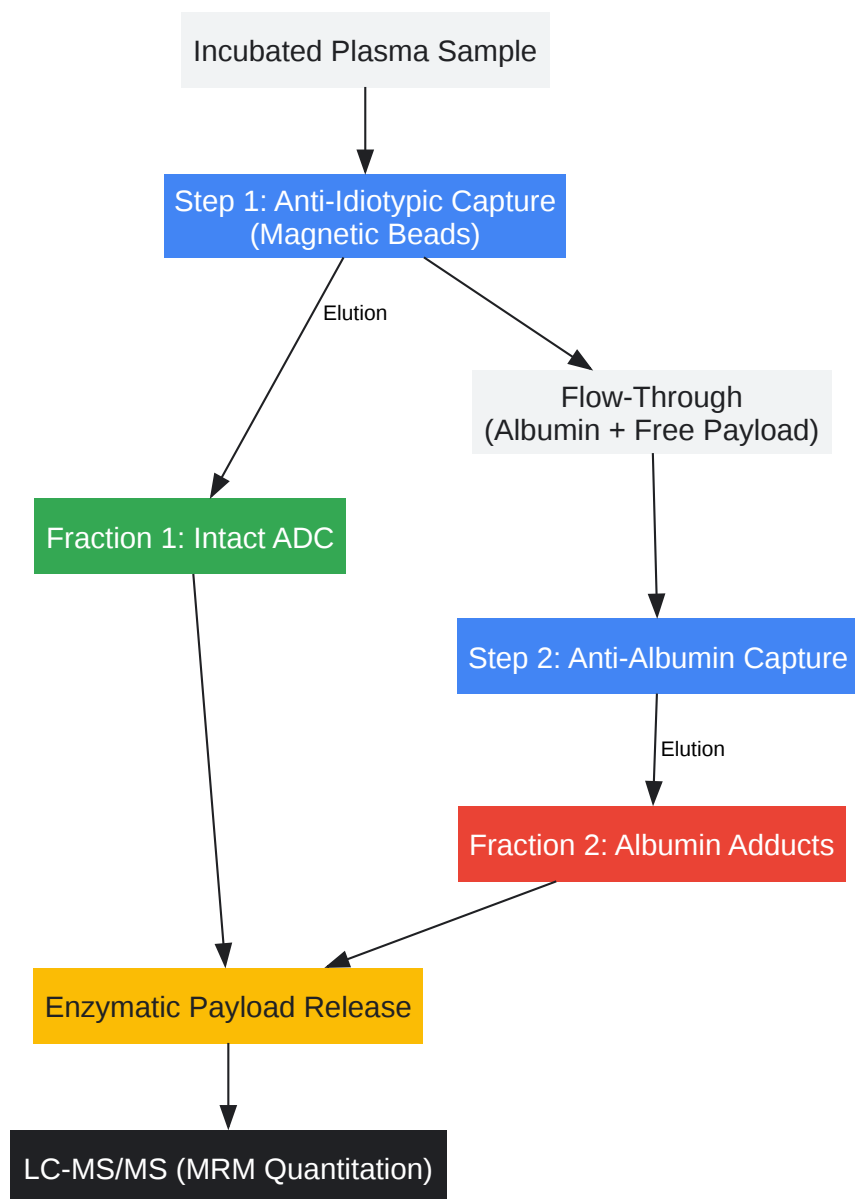 Incubated Plasma Sample
Step 1: Anti-Idiotypic Capture
(Magnetic Beads)
Elution
Flow-Through
(Albumin + Free Payload)
Fraction 1: Intact ADC
Step 2: Anti-Albumin Capture
Elution
Fraction 2: Albumin Adducts
Enzymatic Payload Release
LC-MS/MS (MRM Quantitation)